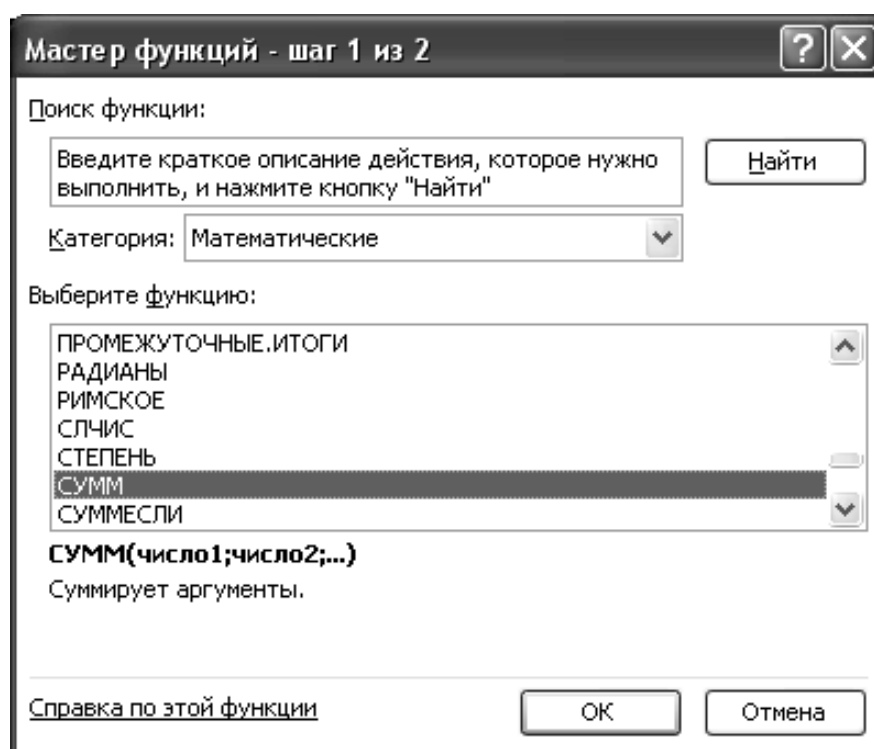 Мастер функций - шаг 1 из 2
Поиск функции:
Введите краткое описание действия, которое нужно
выполнить, и нажмите кнопку "Найти"
Найти
Категория: Математические
Выберите функцию:
ПРОМЕЖУТОЧНЫЕ.ИТОГИ
РАДИАНЫ
РИМСКОЕ
СЛЧИС
СТЕПЕНЬ
СУММ
СУММЕСЛИ
СУММ(число1;число2;...)
Суммирует аргументы.
Справка по этой функции
ОК
Отмена